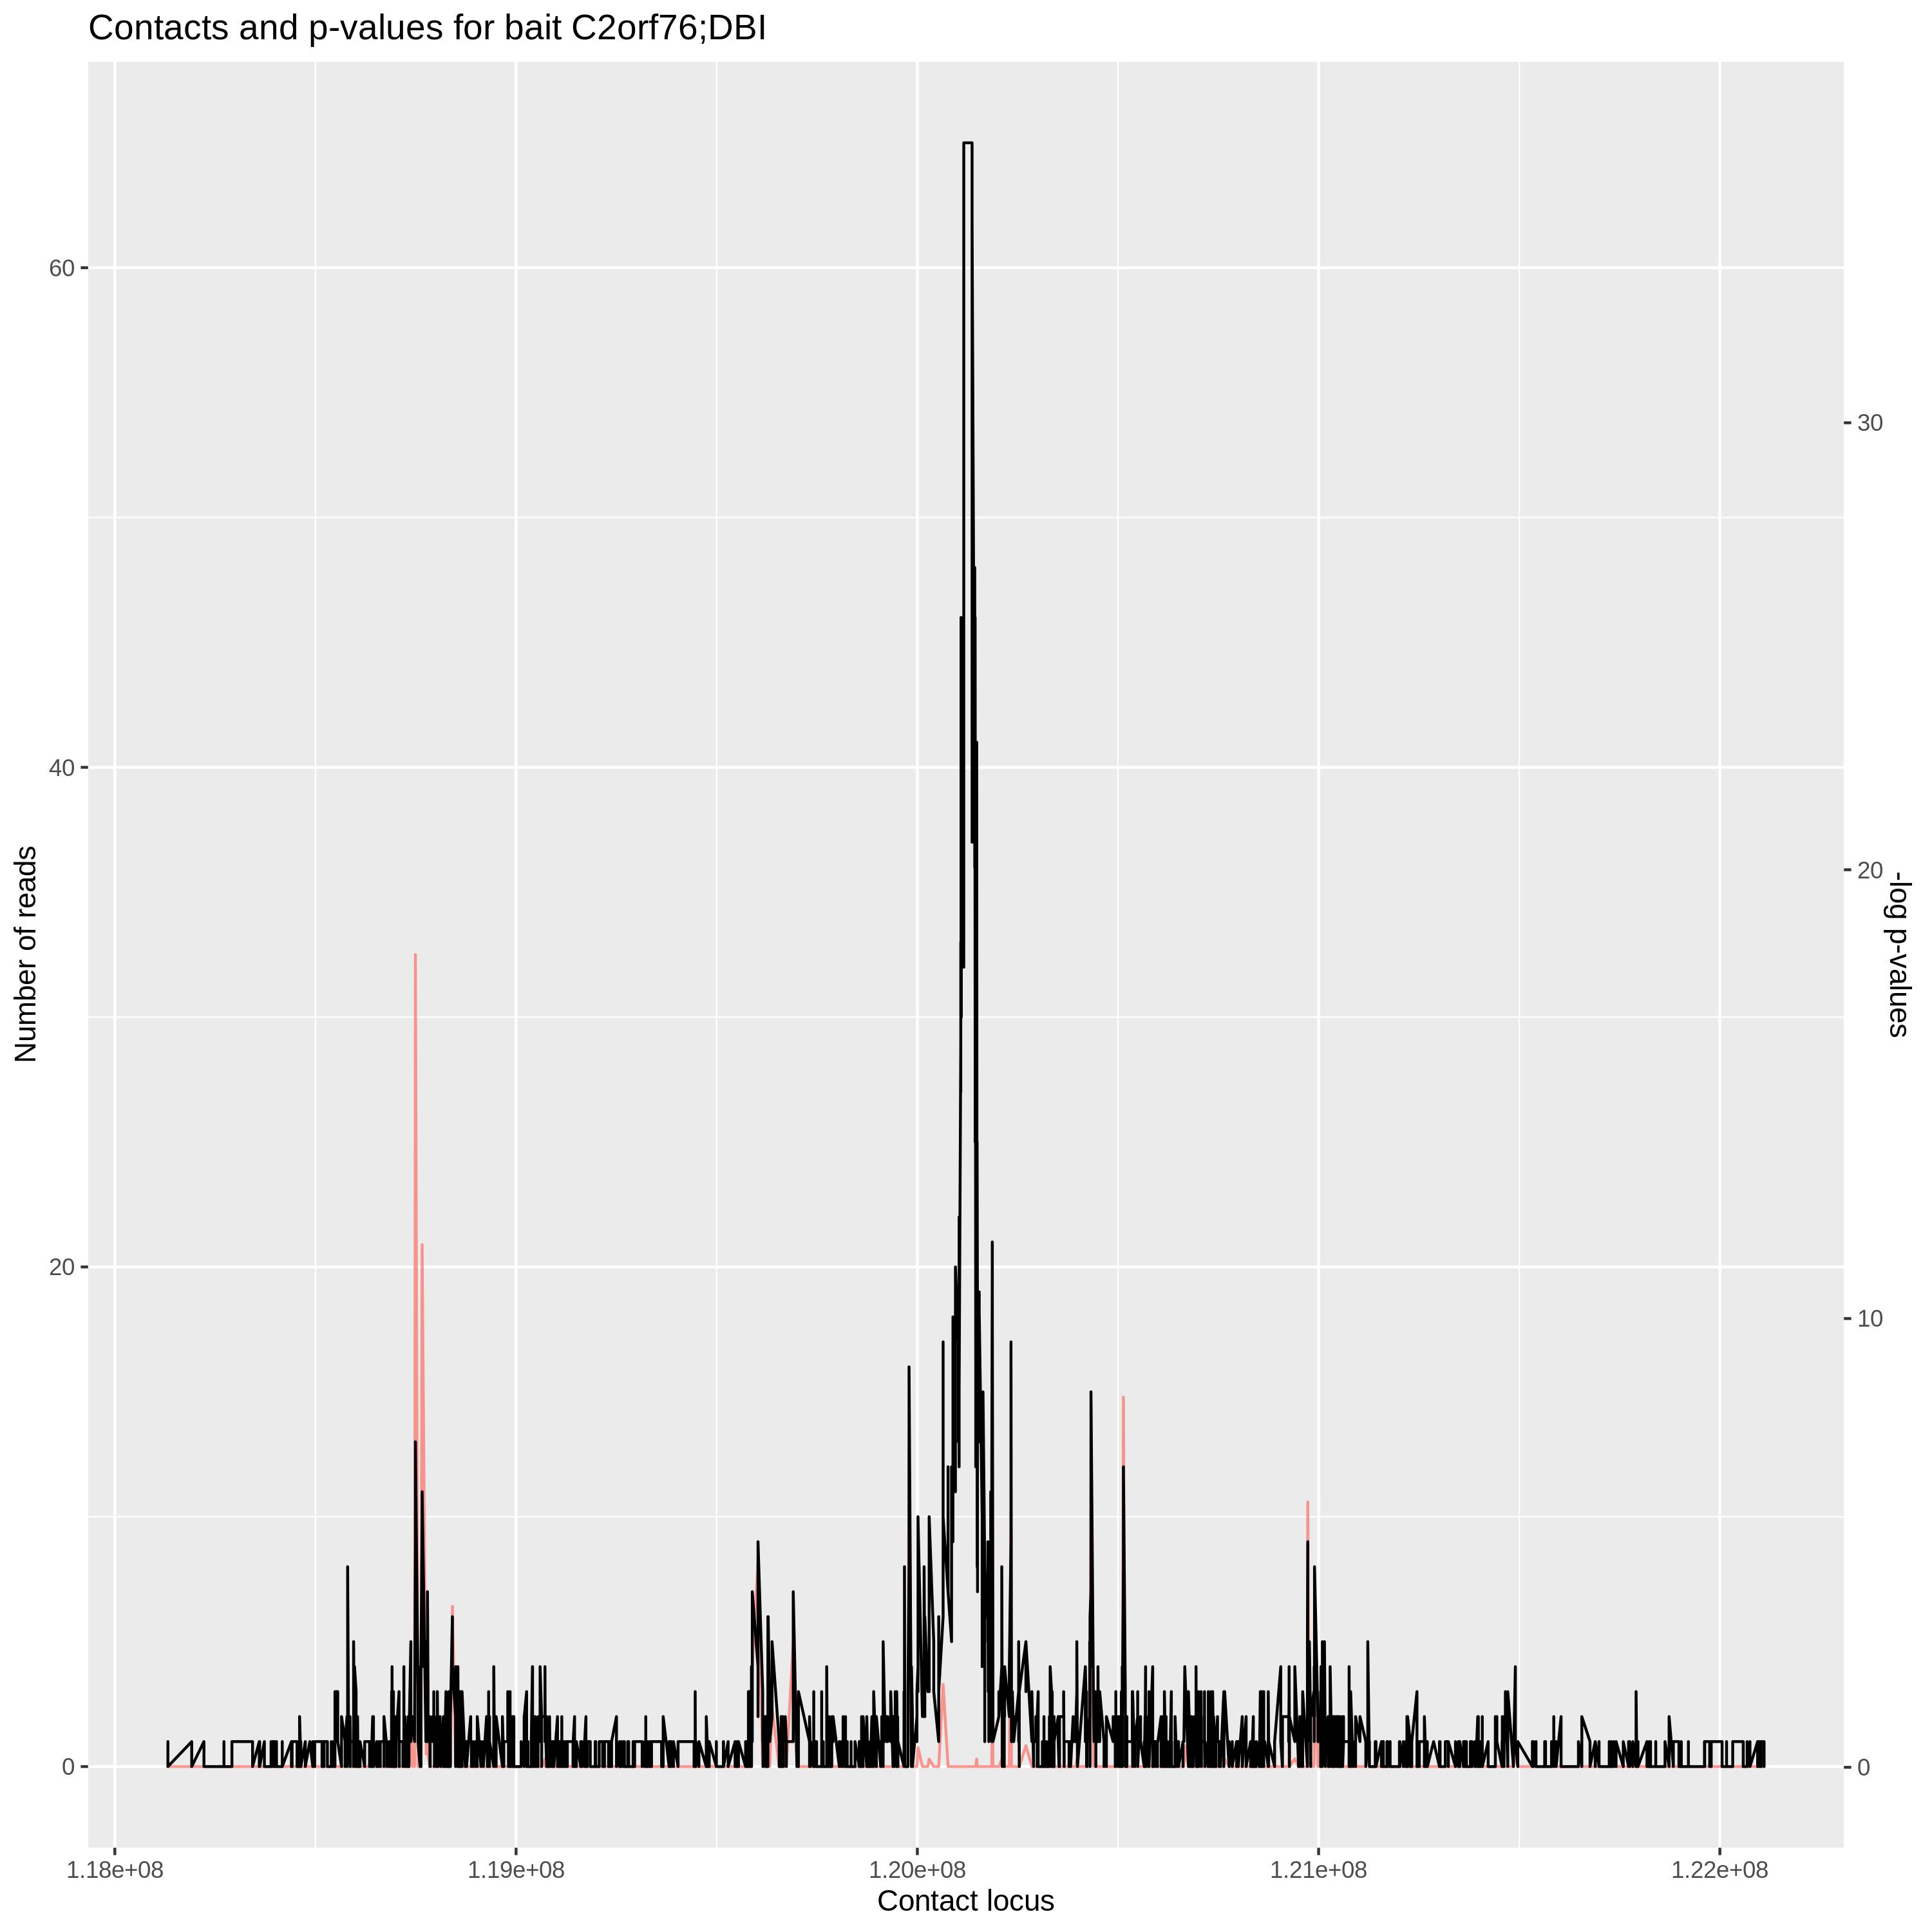 Contacts and p-values for bait C2orf76;DBI
60
40
20
0
30
20
10
0
Number of reads
-log p-values
1.18e+08
1.19e+08
1.20e+08
1.21e+08
1.22e+08
Contact locus